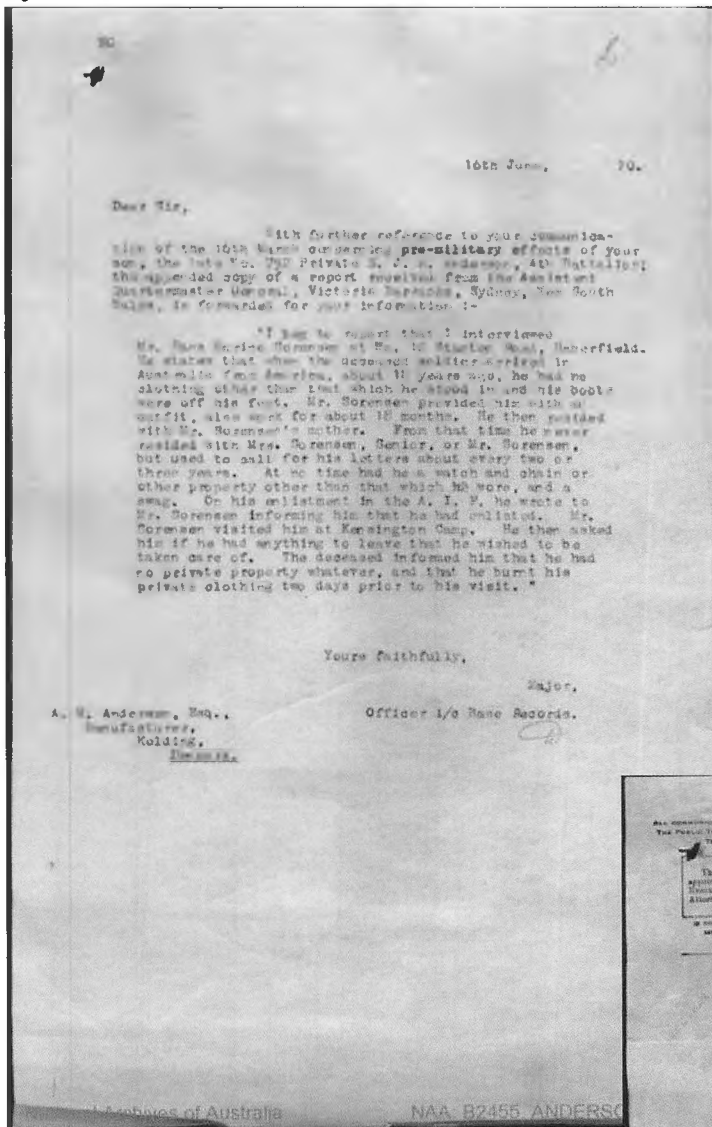 16th June, 20.
Dear Sir,
With further reference to your communica-
tion of the 16th March concerning pre-military effects of your
son, the late No. Private Anderson, 4th Battalion,
the appended copy of a report received from the Assistant
Quartermaster General, Victoria Barracks, Sydney, New South
Wales, is forwarded for your information :-
"I beg to report that I interviewed
Mr. Sorensen at No. Road, Haberfield.
He states that when the deceased soldier arrived in
Australia from America, about years ago, he had no
clothing other than that which he stood in and his boots
were off his feet. Mr. Sorensen provided him with an
outfit, also work for about 18 months. He then resided
with Mr. Sorensen's mother. From that time he never
resided with Mrs. Sorensen, Senior, or Mr. Sorensen,
but used to call for his letters about every two or
three years. At no time had he a watch and chain or
other property other than that which he wore, and a
swag. On his enlistment in the A. I. F. he wrote to
Mr. Sorensen informing him that he had enlisted. Mr.
Sorensen visited him at Kensington Camp. He then asked
him if he had anything to leave that he wished to be
taken care of. The deceased informed him that he had
no private property whatever, and that he burnt his
private clothing two days prior to his visit. "
Yours faithfully,
Major,
A. Andersen, Esq., Officer i/c Base Records.
Manufacturer,
Kolding,
Denmark.
Archives of Australia NAA B2455 ANDERSO